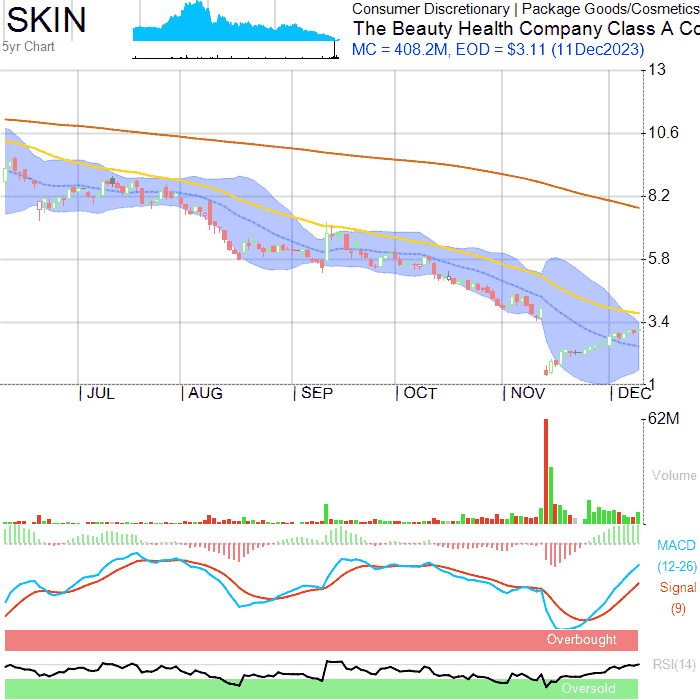 SKIN
5yr Chart
Consumer Discretionary | Package Goods/Cosmetics
The Beauty Health Company Class A Co
MC = 408.2M, EOD = $3.11 (11Dec2023)
13
10.6
8.2
5.8
3.4
1
JUL AUG SEP OCT NOV DEC
62M
Volume
MACD
(12-26)
Signal
(9)
Overbought
RSI(14)
Oversold